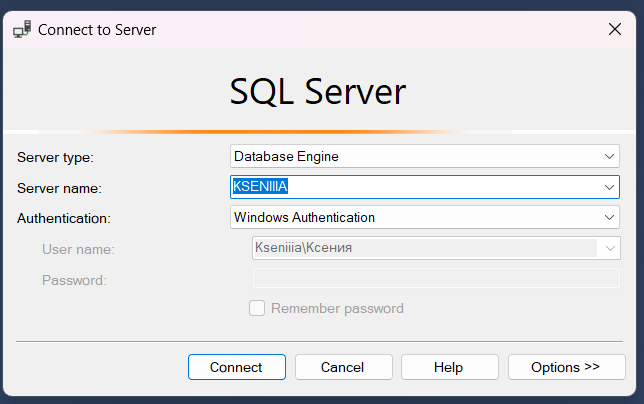 Connect to Server
SQL Server
Server type: Database Engine
Server name: KSENIIIA
Authentication: Windows Authentication
User name: Kseniiia\Ксения
Password:
Remember password
Connect Cancel Help Options >>